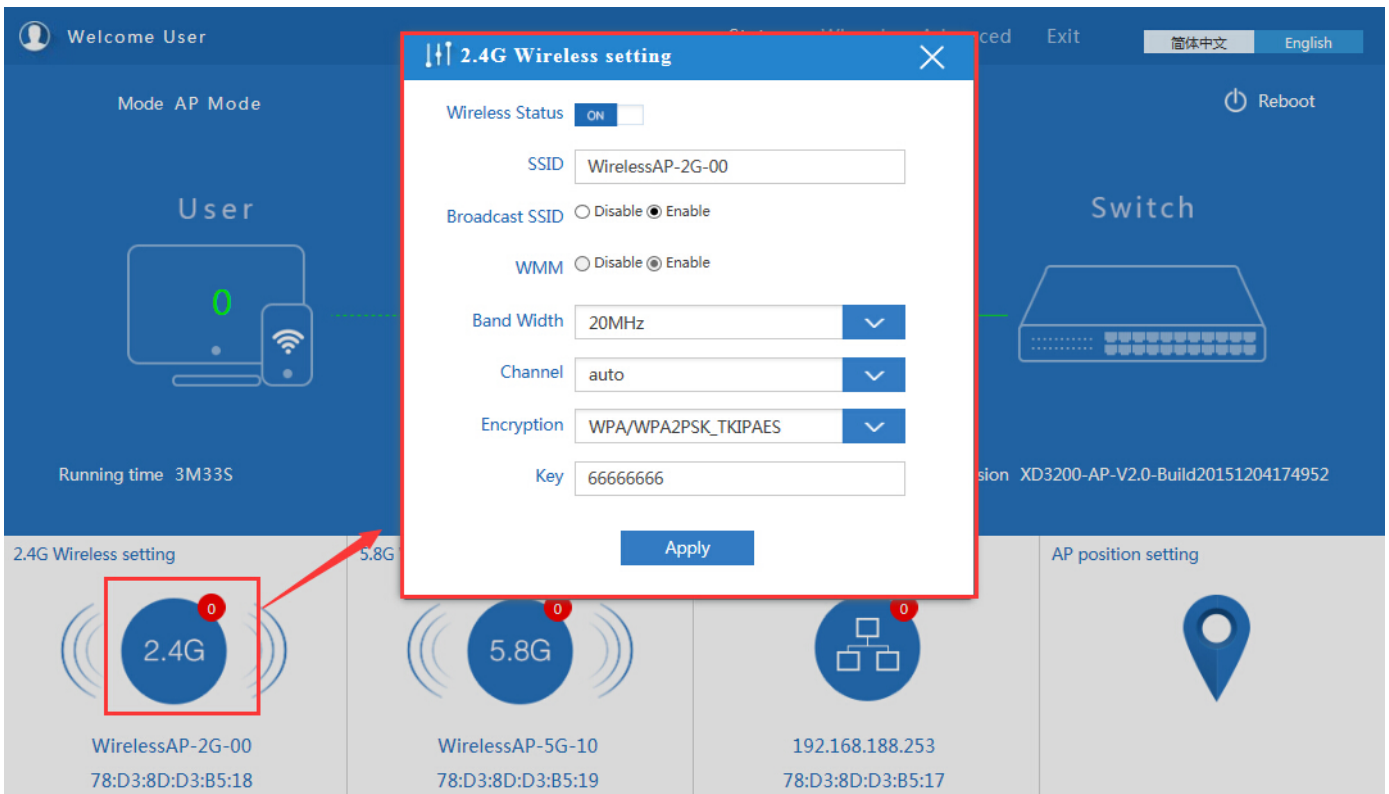 Welcome User
Exit
简体中文
English
Mode AP Mode
Reboot
2.4G Wireless setting
Wireless Status ON
SSID WirelessAP-2G-00
Broadcast SSID Disable Enable
WMM Disable Enable
Band Width 20MHz
Channel auto
Encryption WPA/WPA2PSK_TKIPAES
Key 66666666
Apply
User
0
Switch
Running time 3M33S
sion XD3200-AP-V2.0-Build20151204174952
2.4G Wireless setting
5.8G
AP position setting
0
2.4G
0
5.8G
0
WirelessAP-2G-00
78:D3:8D:D3:B5:18
WirelessAP-5G-10
78:D3:8D:D3:B5:19
192.168.188.253
78:D3:8D:D3:B5:17